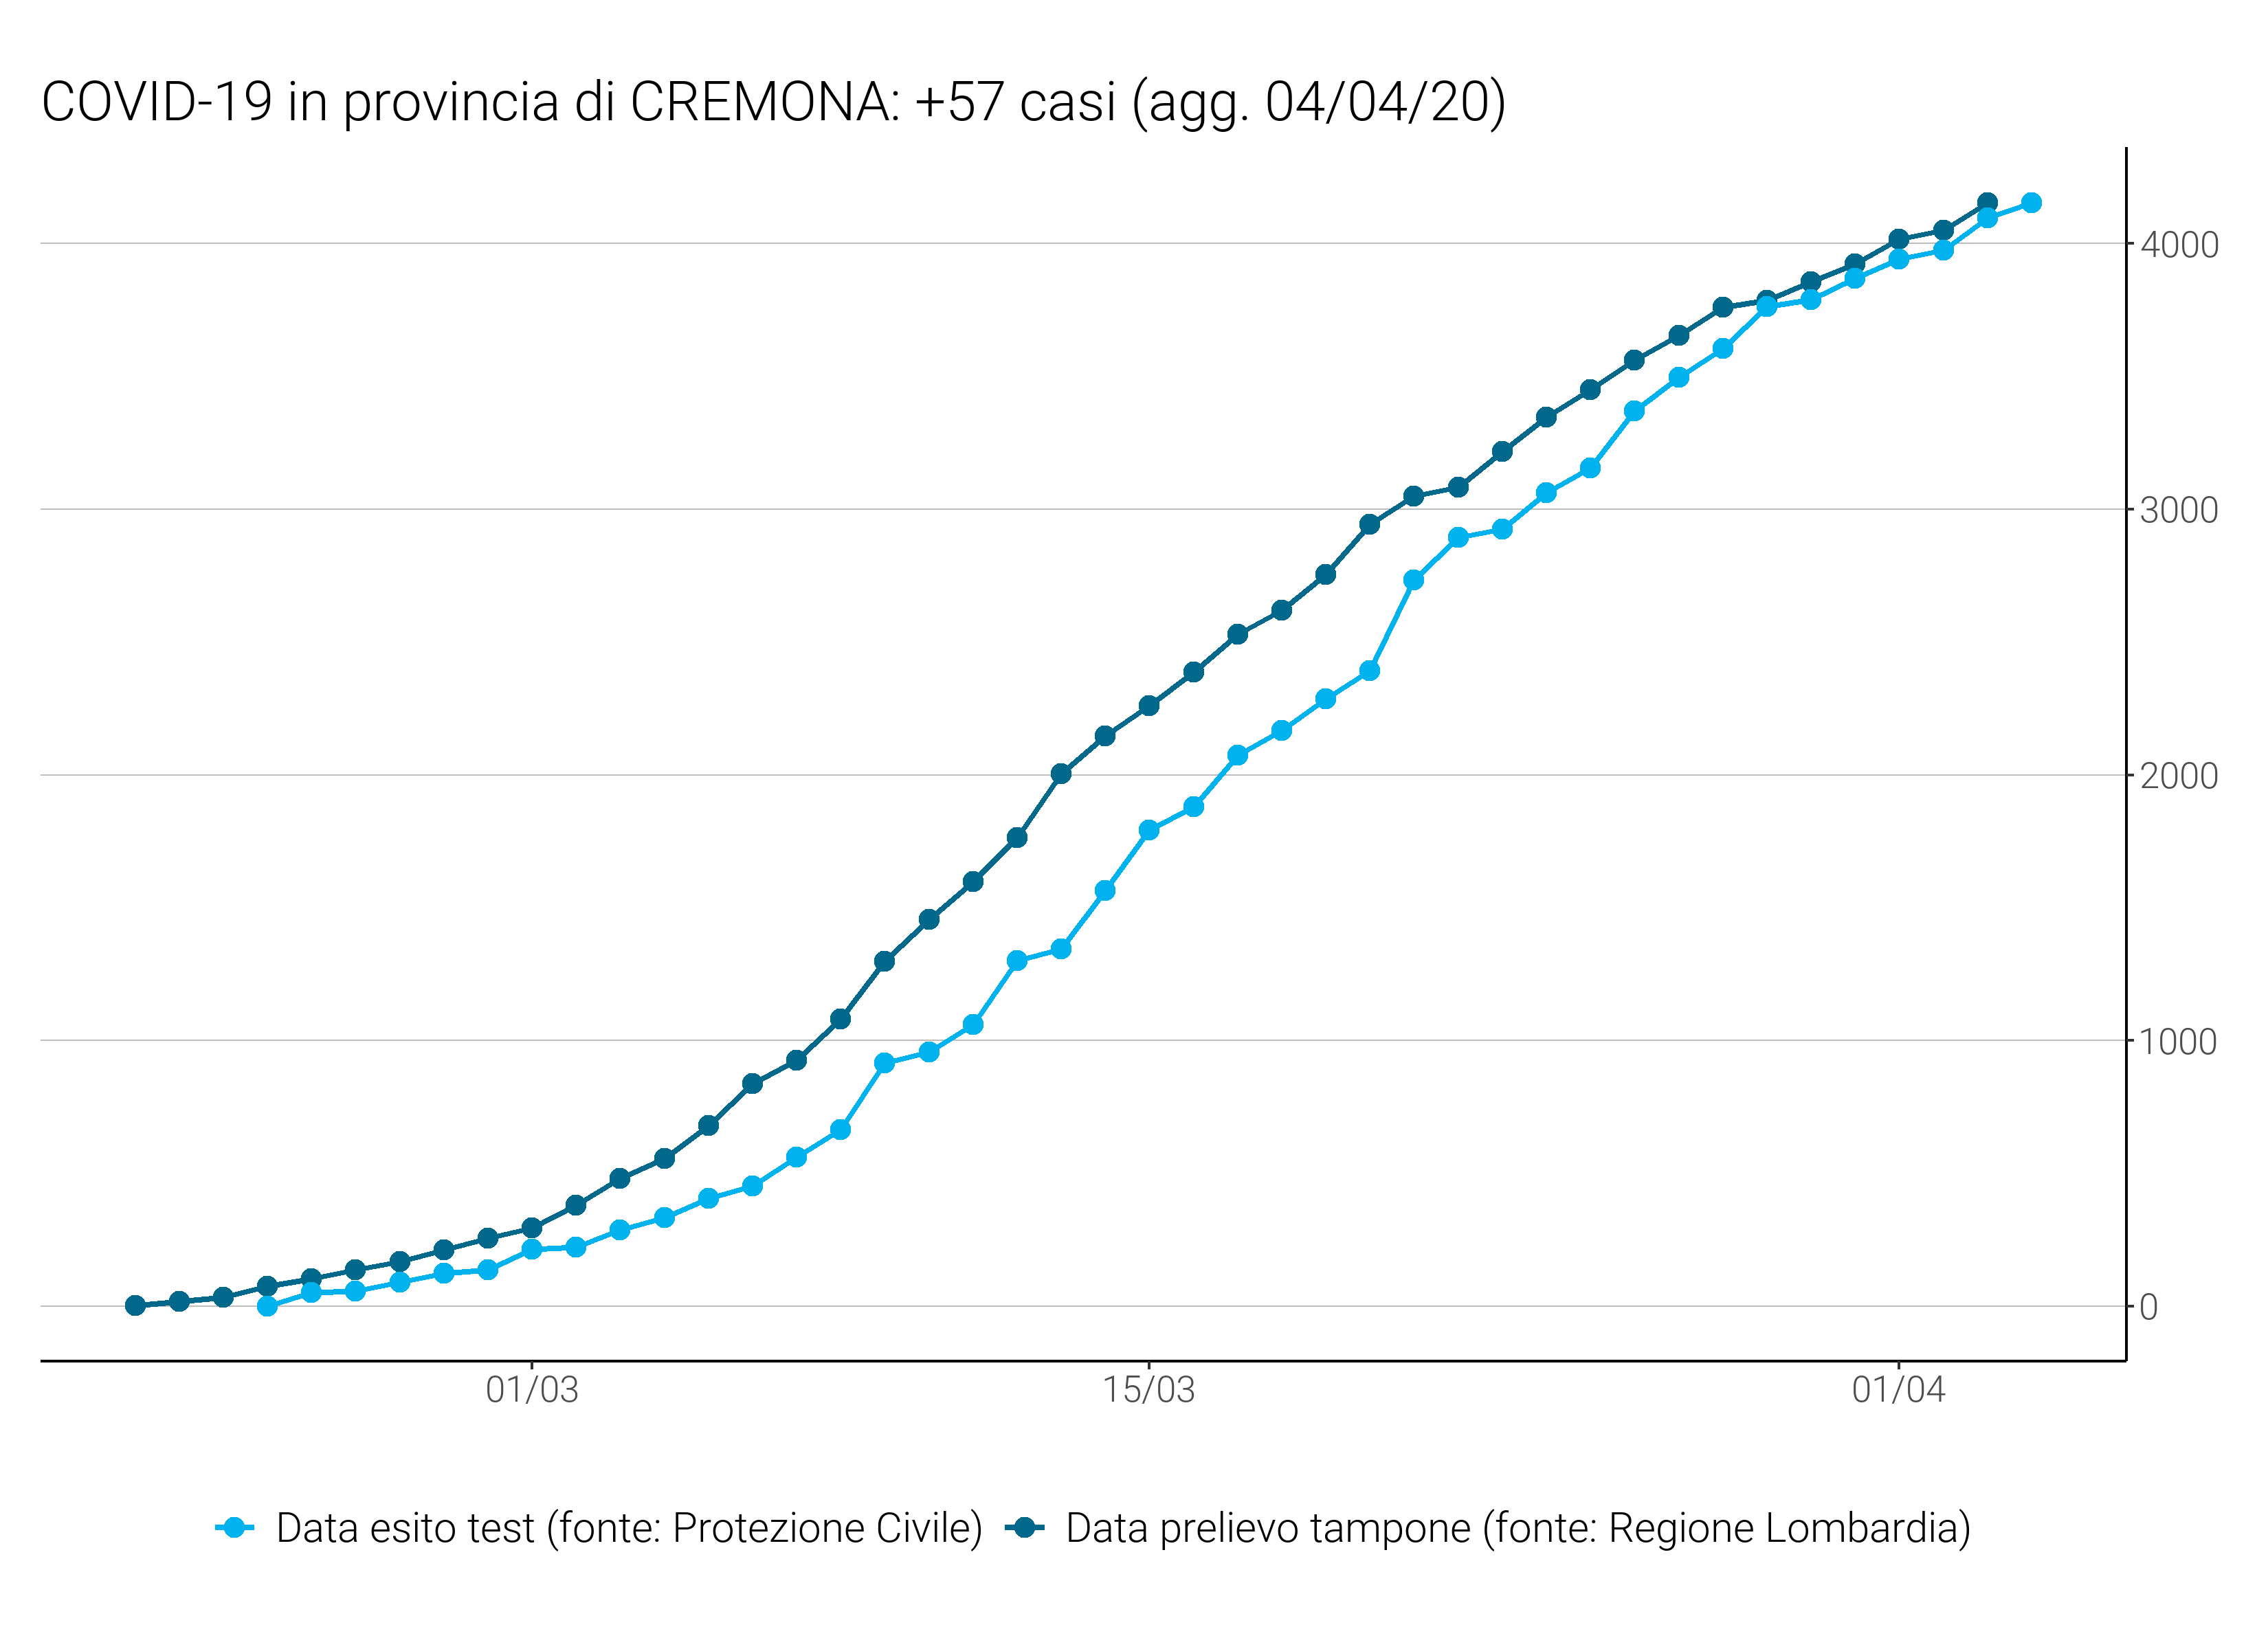 COVID-19 in provincia di CREMONA: +57 casi (agg. 04/04/20)
4000
3000
2000
1000
0
01/03 15/03 01/04
Data esito test (fonte: Protezione Civile) Data prelievo tampone (fonte: Regione Lombardia)